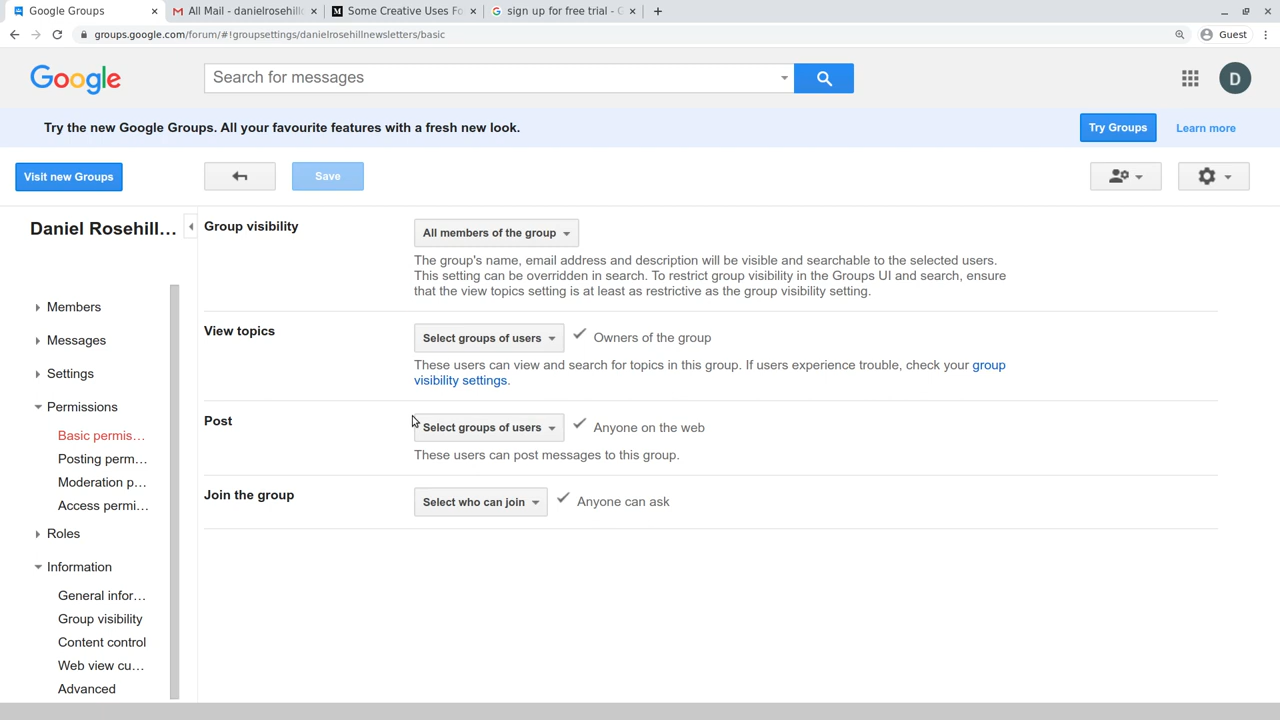 Google Groups
All Mail - danielrosehill
Some Creative Uses Fo
sign up for free trial - G
groups.google.com/forum/#!groupsettings/danielrosehillnewsletters/basic
Guest
Google
Search for messages
D
Try the new Google Groups. All your favourite features with a fresh new look.
Try Groups
Learn more
Visit new Groups
Save
Daniel Rosehill...
Members
Messages
Settings
Permissions
Basic permis...
Posting perm...
Moderation p...
Access permi...
Roles
Information
General infor...
Group visibility
Content control
Web view cu...
Advanced
Group visibility
All members of the group
The group's name, email address and description will be visible and searchable to the selected users.
This setting can be overridden in search. To restrict group visibility in the Groups UI and search, ensure
that the view topics setting is at least as restrictive as the group visibility setting.
View topics
Select groups of users
Owners of the group
These users can view and search for topics in this group. If users experience trouble, check your group
visibility settings.
Post
Select groups of users
Anyone on the web
These users can post messages to this group.
Join the group
Select who can join
Anyone can ask